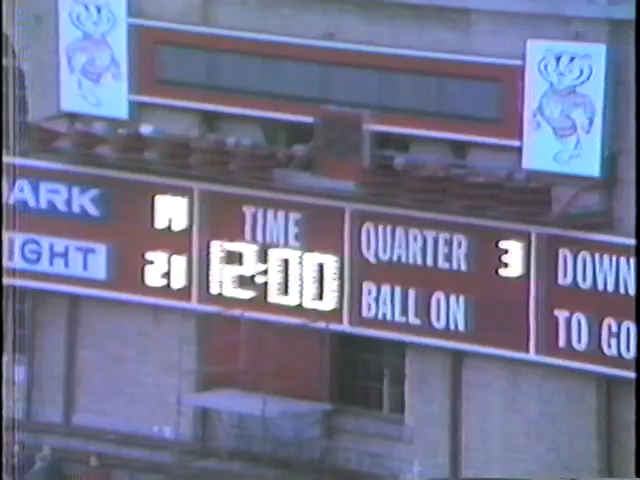 ARK
IGHT 21
TIME
12:00
QUARTER 3
BALL ON
DOWN
TO GO